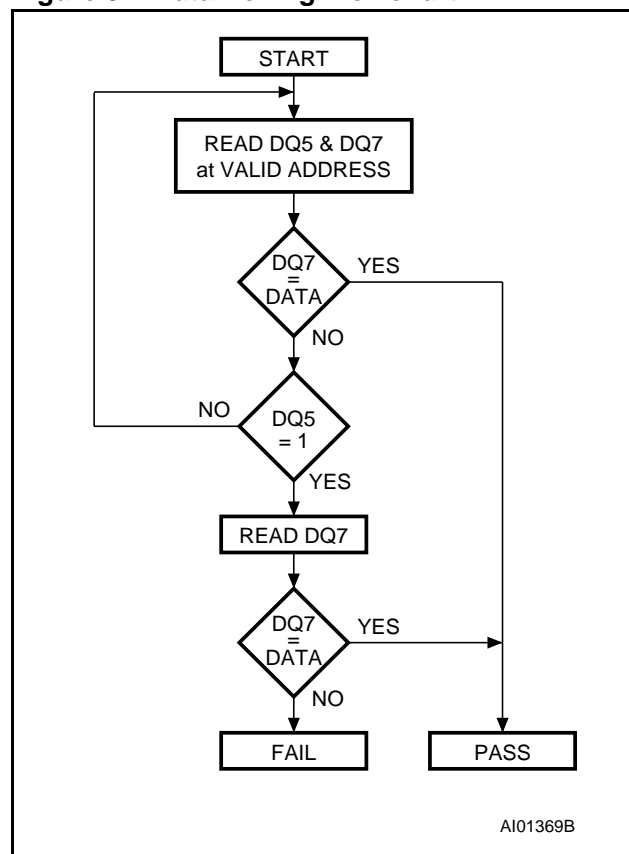 START
READ DQ5 & DQ7
at VALID ADDRESS
DQ7
=
DATA
YES
NO
DQ5
= 1
NO
YES
READ DQ7
DQ7
=
DATA
YES
NO
FAIL
PASS
AI01369B